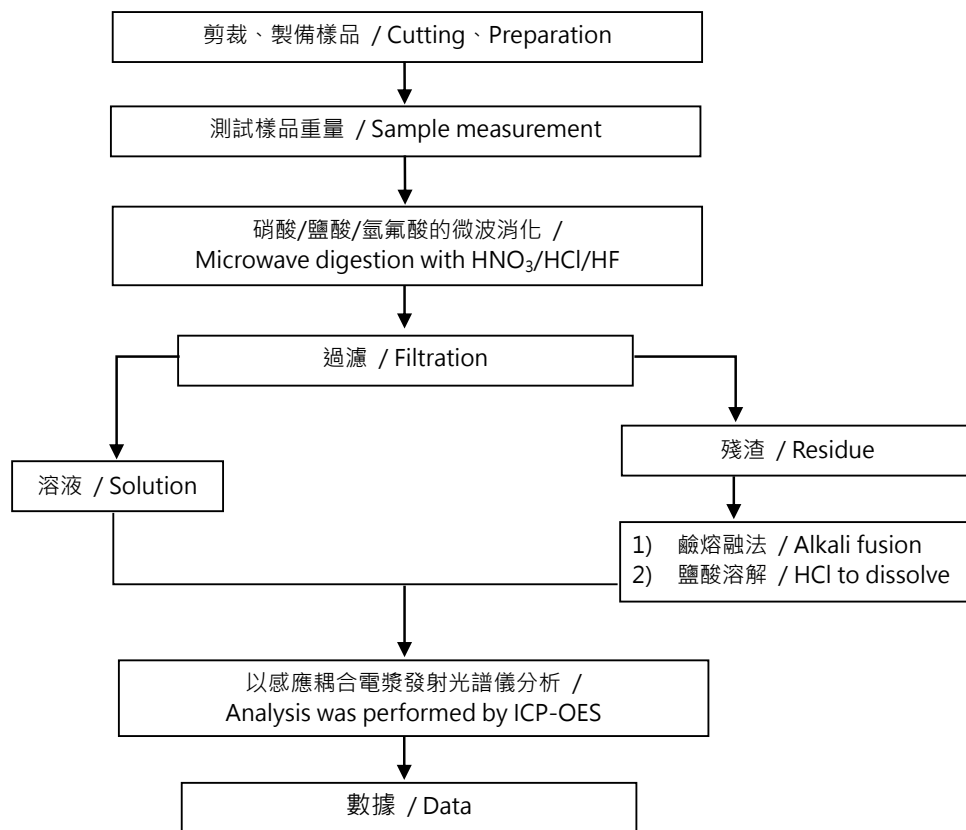 剪裁、製備樣品 / Cutting、Preparation
測試樣品重量 / Sample measurement
硝酸/鹽酸/氫氟酸的微波消化 /
Microwave digestion with HNO₃/HCl/HF
過濾 / Filtration
溶液 / Solution
殘渣 / Residue
1) 鹼熔融法 / Alkali fusion
2) 鹽酸溶解 / HCl to dissolve
以感應耦合電漿發射光譜儀分析 /
Analysis was performed by ICP-OES
數據 / Data